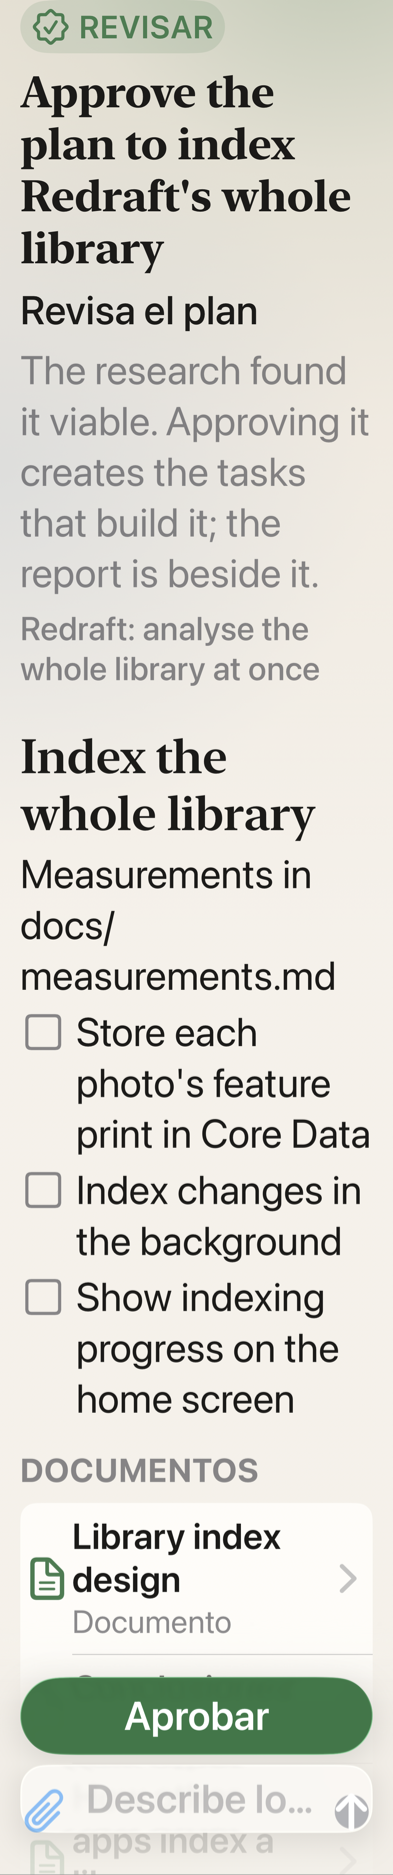 REVISAR
Approve the
plan to index
Redraft's whole
library
Revisa el plan
The research found
it viable. Approving it
creates the tasks
that build it; the
report is beside it.
Redraft: analyse the
whole library at once
Index the
whole library
Measurements in
docs/
measurements.md
Store each
photo's feature
print in Core Data
Index changes in
the background
Show indexing
progress on the
home screen
DOCUMENTOS
Library index
design
Documento
Aprobar
Describe lo...
apps index a
...